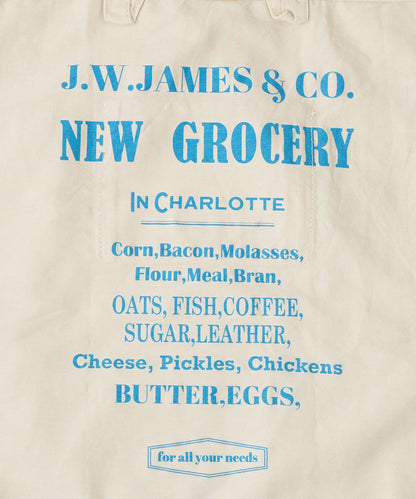 J.W.JAMES & CO.
NEW GROCERY
IN CHARLOTTE
Corn,Bacon,Molasses,
Flour,Meal,Bran,
OATS, FISH,COFFEE,
SUGAR,LEATHER,
Cheese, Pickles, Chickens
BUTTER,EGGS,
for all your needs